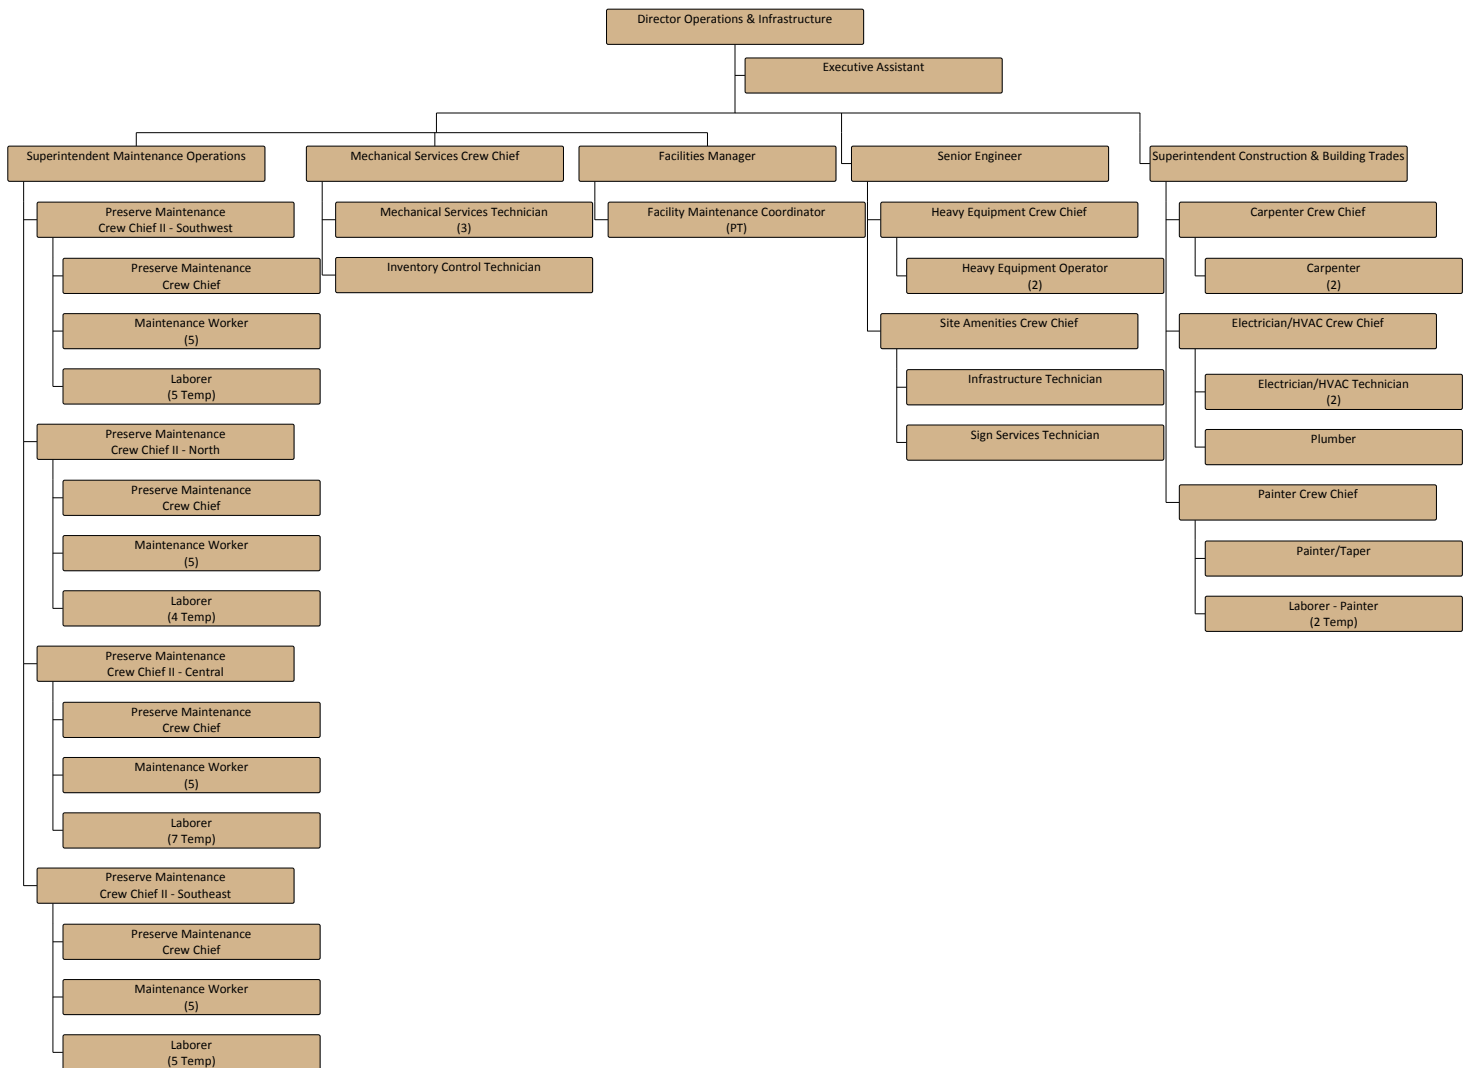 Director Operations & Infrastructure
Executive Assistant
Superintendent Maintenance Operations
Preserve Maintenance
Crew Chief II - Southwest
Preserve Maintenance
Crew Chief
Maintenance Worker
(5)
Laborer
(5 Temp)
Preserve Maintenance
Crew Chief II - North
Preserve Maintenance
Crew Chief
Maintenance Worker
(5)
Laborer
(4 Temp)
Preserve Maintenance
Crew Chief II - Central
Preserve Maintenance
Crew Chief
Maintenance Worker
(5)
Laborer
(7 Temp)
Preserve Maintenance
Crew Chief II - Southeast
Preserve Maintenance
Crew Chief
Maintenance Worker
(5)
Laborer
(5 Temp)
Mechanical Services Crew Chief
Mechanical Services Technician
(3)
Inventory Control Technician
Facilities Manager
Facility Maintenance Coordinator
(PT)
Senior Engineer
Heavy Equipment Crew Chief
Heavy Equipment Operator
(2)
Site Amenities Crew Chief
Infrastructure Technician
Sign Services Technician
Superintendent Construction & Building Trades
Carpenter Crew Chief
Carpenter
(2)
Electrician/HVAC Crew Chief
Electrician/HVAC Technician
(2)
Plumber
Painter Crew Chief
Painter/Taper
Laborer - Painter
(2 Temp)